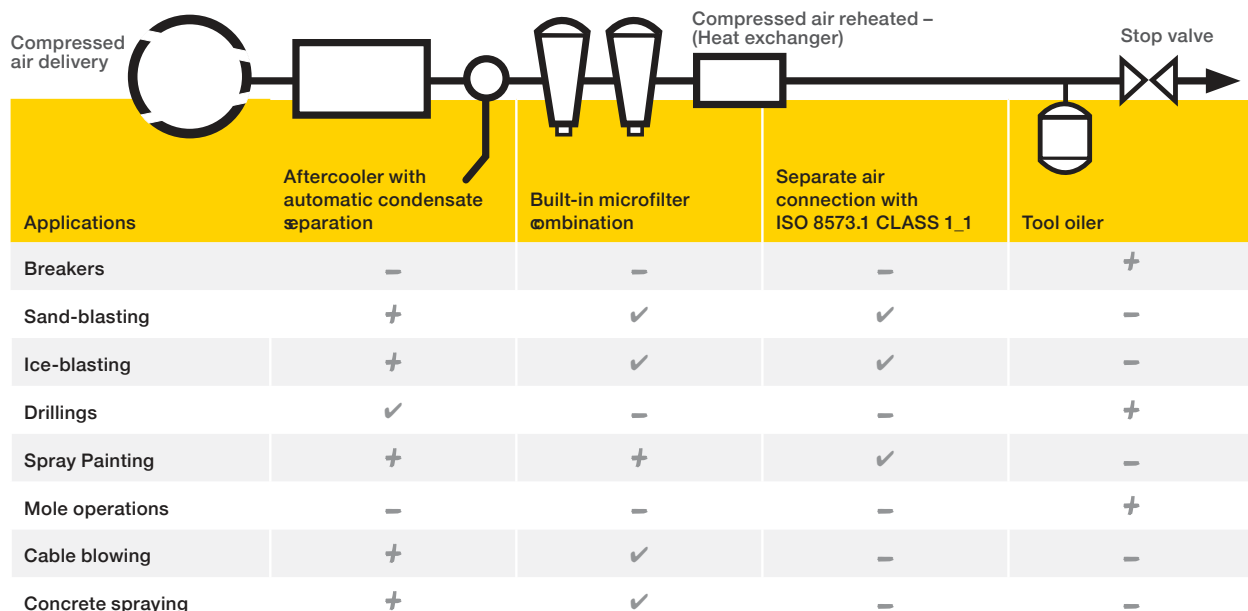 Compressed
air delivery
Compressed air reheated –
(Heat exchanger)
Stop valve
Applications
Aftercooler with
automatic condensate
separation
Built-in microfilter
combination
Separate air
connection with
ISO 8573.1 CLASS 1_1
Tool oiler
Breakers – – – +
Sand-blasting + ✓ ✓ –
Ice-blasting + ✓ ✓ –
Drillings ✓ – – +
Spray Painting + + ✓ –
Mole operations – – – +
Cable blowing + ✓ – –
Concrete spraying + ✓ – –